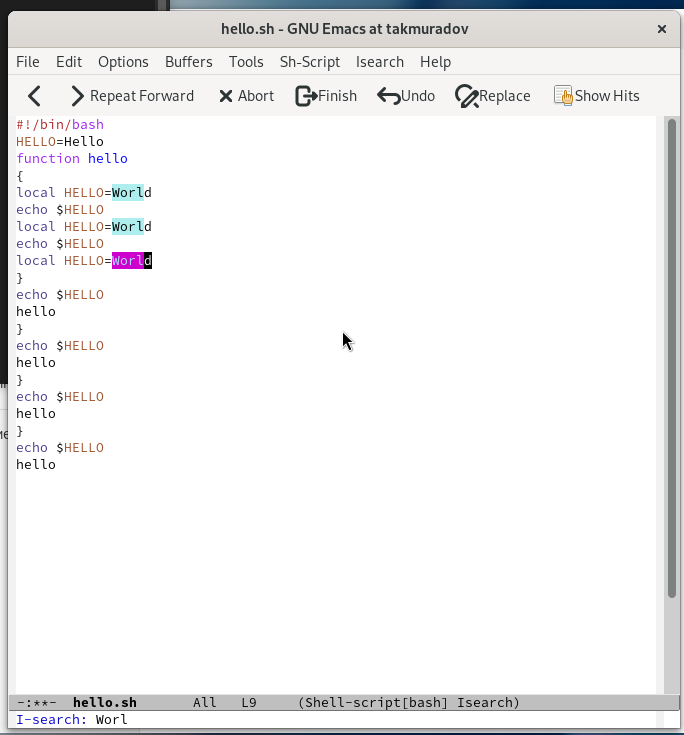 hello.sh - GNU Emacs at takmuradov
File Edit Options Buffers Tools Sh-Script Isearch Help
Repeat Forward Abort Finish Undo Replace Show Hits
#!/bin/bash
HELLO=Hello
function hello
{
local HELLO=World
echo $HELLO
local HELLO=World
echo $HELLO
local HELLO=World
}
echo $HELLO
hello
}
echo $HELLO
hello
}
echo $HELLO
hello
}
echo $HELLO
hello
-:**- hello.sh All L9 (Shell-script[bash] Isearch)
I-search: Worl